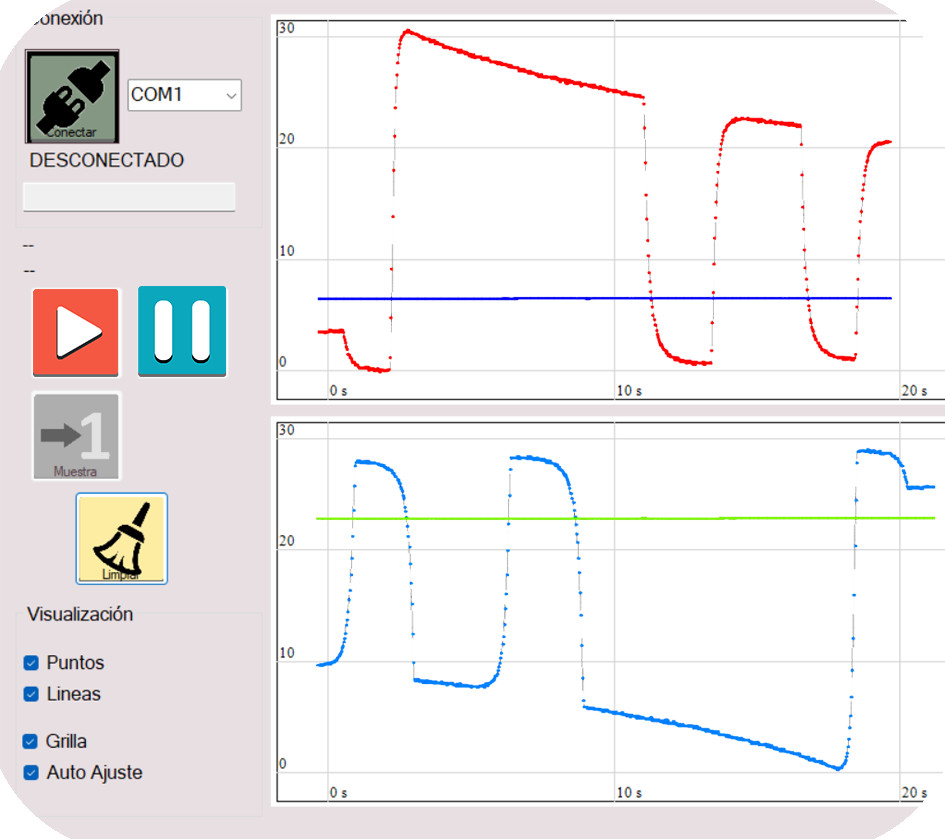 onexión
Conectar
COM1
DESCONECTADO
--
--
Muestra
Limpiar
Visualización
Puntos
Lineas
Grilla
Auto Ajuste
30
20
10
0
0 s
10 s
20 s
30
20
10
0
0 s
10 s
20 s